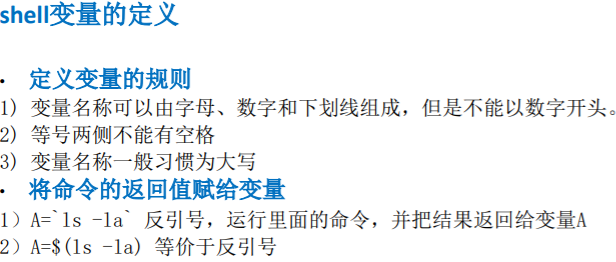 shell变量的定义
• 定义变量的规则
1) 变量名称可以由字母、数字和下划线组成，但是不能以数字开头。
2) 等号两侧不能有空格
3) 变量名称一般习惯为大写
• 将命令的返回值赋给变量
1）A=`ls -la` 反引号，运行里面的命令，并把结果返回给变量A
2）A=$(ls -la) 等价于反引号